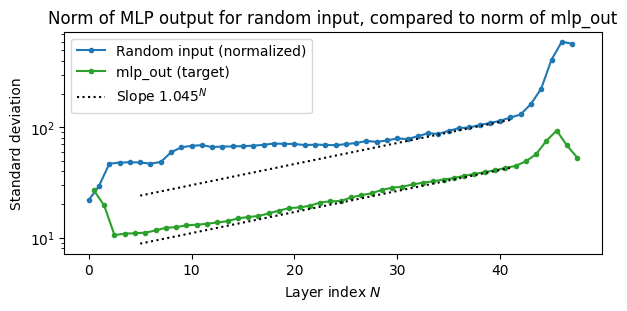 Norm of MLP output for random input, compared to norm of mlp_out
Random input (normalized)
mlp_out (target)
Slope 1.045^N
Standard deviation
10^2
10^1
0 10 20 30 40
Layer index N